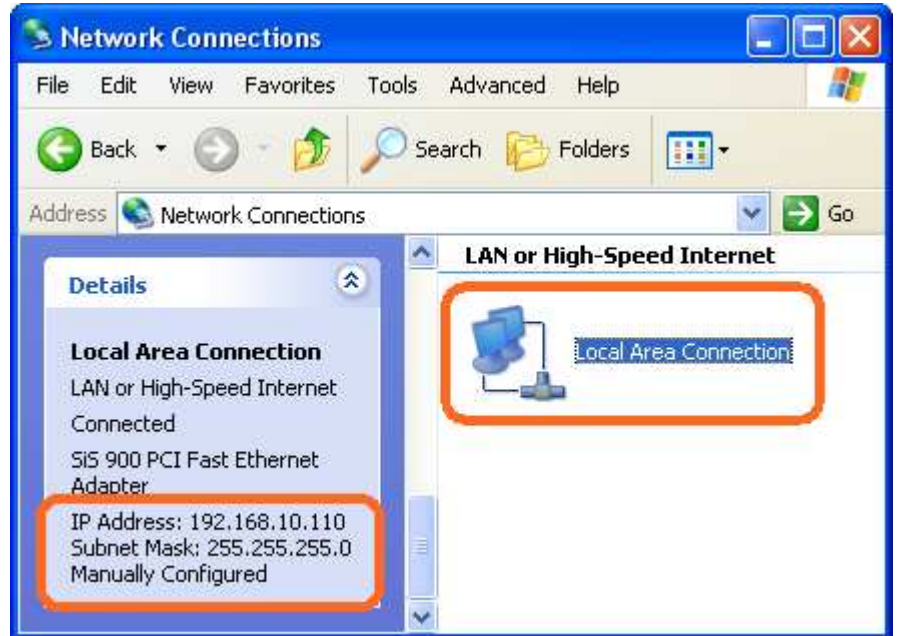 Network Connections
File Edit View Favorites Tools Advanced Help
Back Search Folders
Address Network Connections Go
Details
Local Area Connection
LAN or High-Speed Internet
Connected
SiS 900 PCI Fast Ethernet
Adapter
IP Address: 192.168.10.110
Subnet Mask: 255.255.255.0
Manually Configured
LAN or High-Speed Internet
Local Area Connection